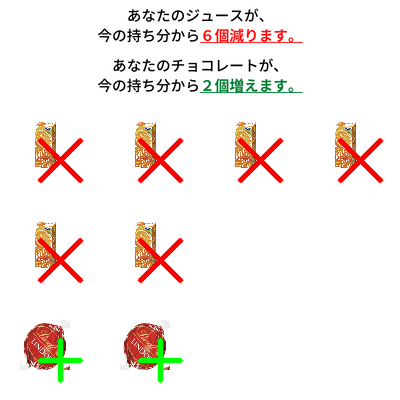 あなたのジュースが、
今の持ち分から６個減ります。
あなたのチョコレートが、
今の持ち分から２個増えます。